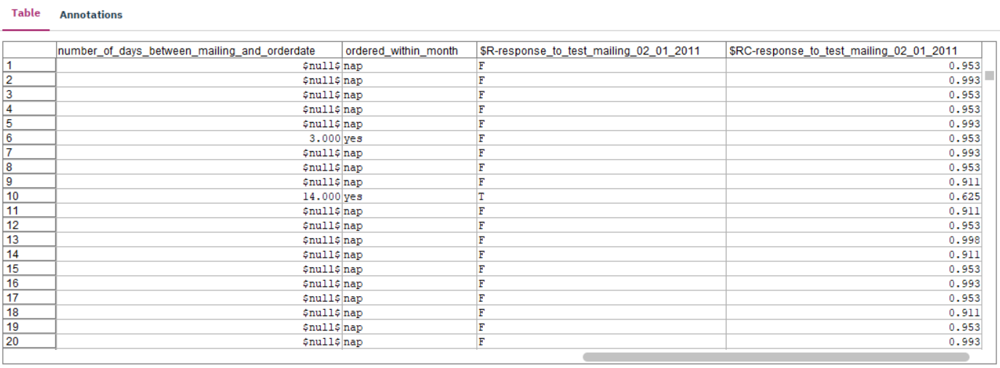 Table Annotations
number_of_days_between_mailing_and_orderdate ordered_within_month $R-response_to_test_mailing_02_01_2011 $RC-response_to_test_mailing_02_01_2011
1 $null$ nap F 0.953
2 $null$ nap F 0.993
3 $null$ nap F 0.953
4 $null$ nap F 0.953
5 $null$ nap F 0.993
6 3.000 yes F 0.953
7 $null$ nap F 0.993
8 $null$ nap F 0.953
9 $null$ nap F 0.911
10 14.000 yes T 0.625
11 $null$ nap F 0.911
12 $null$ nap F 0.953
13 $null$ nap F 0.998
14 $null$ nap F 0.911
15 $null$ nap F 0.953
16 $null$ nap F 0.993
17 $null$ nap F 0.953
18 $null$ nap F 0.911
19 $null$ nap F 0.953
20 $null$ nap F 0.993